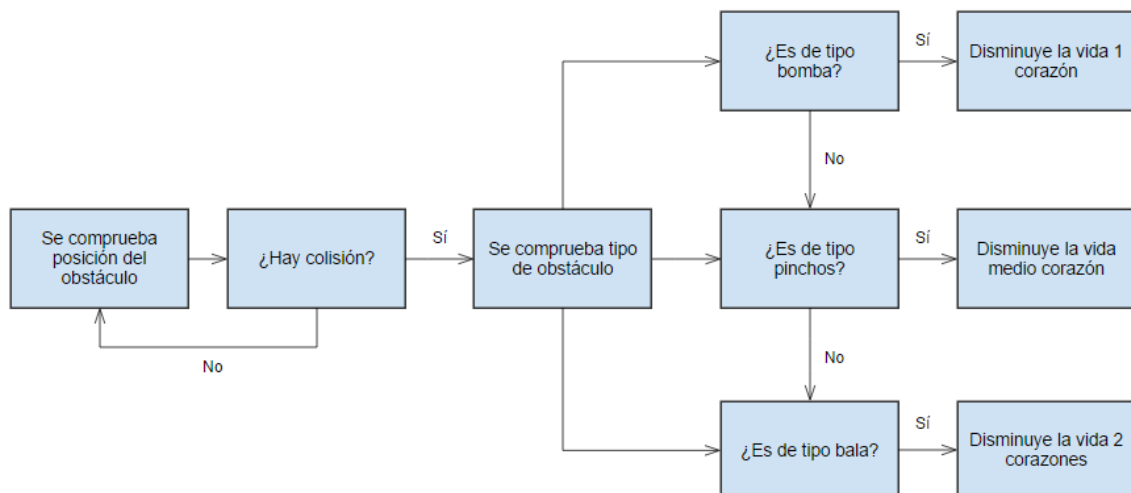 ¿Es de tipo
bomba?
Sí
Disminuye la vida 1
corazón
No
Se comprueba
posición del
obstáculo
¿Hay colisión?
Sí
Se comprueba tipo
de obstáculo
¿Es de tipo
pinchos?
Sí
Disminuye la vida
medio corazón
No
No
¿Es de tipo bala?
Sí
Disminuye la vida 2
corazones